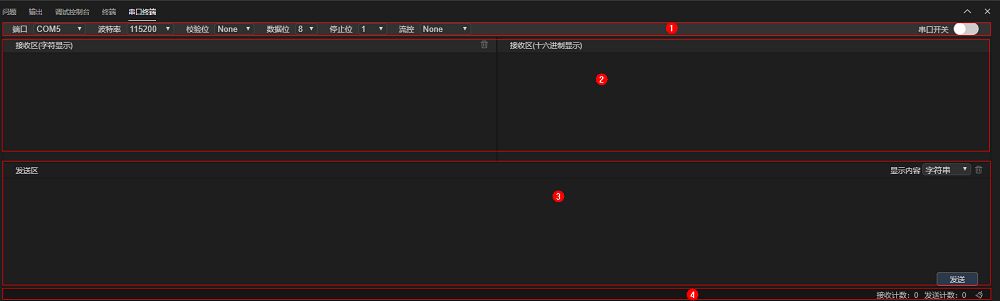 问题 输出 调试控制台 终端 串口终端
端口 COM5 波特率 115200 校验位 None 数据位 8 停止位 1 流控 None 1 串口开关
接收区(字符显示) 接收区(十六进制显示)
2
发送区 显示内容 字符串
3
发送
4 接收计数：0 发送计数：0